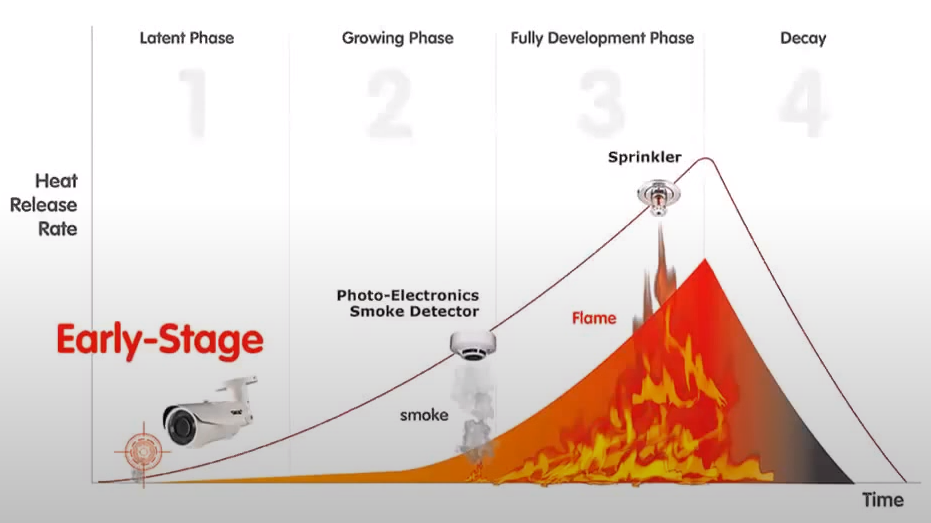 Latent Phase
Growing Phase
Fully Development Phase
Decay
1
2
3
4
Sprinkler
Heat
Release
Rate
Photo-Electronics
Smoke Detector
Flame
Early-Stage
smoke
Time